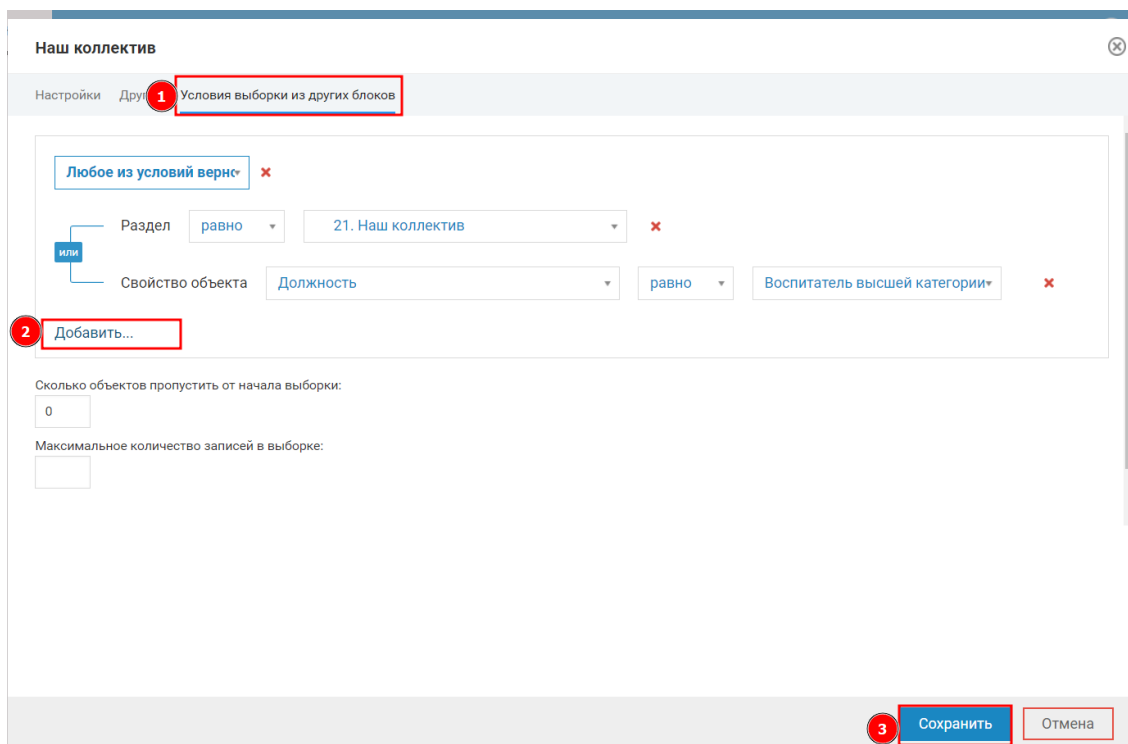 Наш коллектив
Настройки Друг 1 Условия выборки из других блоков
Любое из условий верно
Раздел равно 21. Наш коллектив
или
Свойство объекта Должность равно Воспитатель высшей категории
2 Добавить...
Сколько объектов пропустить от начала выборки:
0
Максимальное количество записей в выборке:
3 Сохранить Отмена